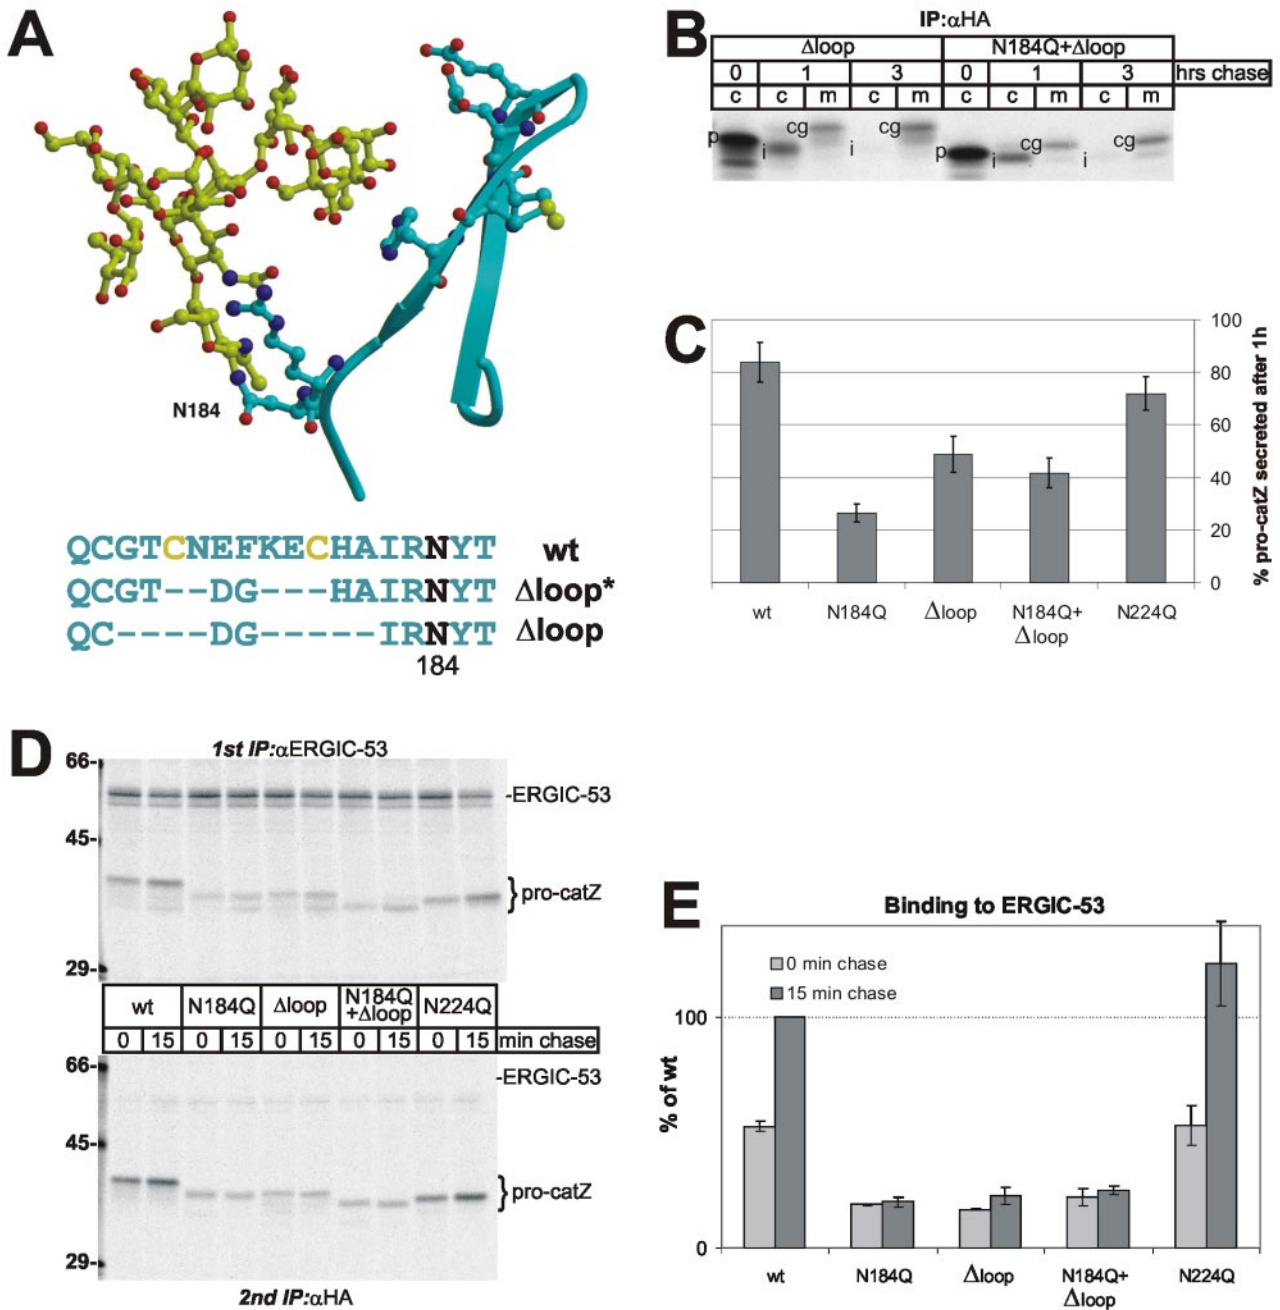 A
N184
QCGTCNEFKECHAIRNYT wt
QCGT--DG---HAIRNYT Δloop*
QC----DG-----IRNYT Δloop
184
B
IP:αHA
Δloop N184Q+Δloop
0 1 3 0 1 3 hrs chase
c c m c m c c m c m
p i cg i cg p i cg i cg
C
100
80
60
40
20
0
% pro-catZ secreted after 1h
wt N184Q Δloop N184Q+ N224Q
Δloop
D
1st IP:αERGIC-53
66-
-ERGIC-53
45-
pro-catZ
29-
wt N184Q Δloop N184Q +Δloop N224Q
0 15 0 15 0 15 0 15 0 15 min chase
66-
-ERGIC-53
45-
pro-catZ
29-
2nd IP:αHA
E
Binding to ERGIC-53
0 min chase
15 min chase
100
% of wt
0
wt N184Q Δloop N184Q+ N224Q
Δloop